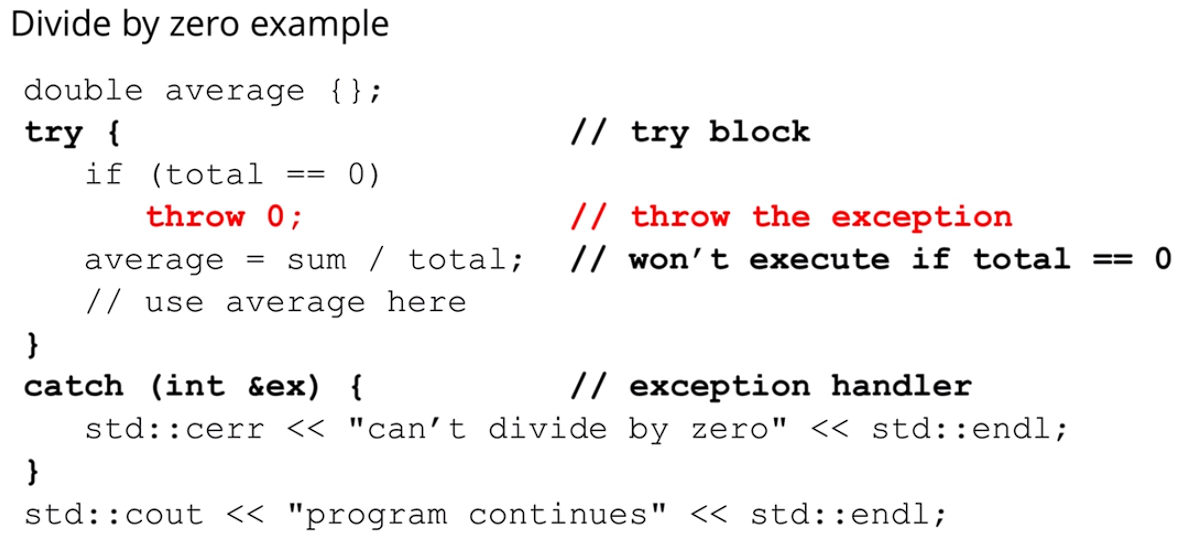 Divide by zero example
double average {};
try { // try block
if (total == 0)
throw 0; // throw the exception
average = sum / total; // won’t execute if total == 0
// use average here
}
catch (int &ex) { // exception handler
std::cerr << "can’t divide by zero" << std::endl;
}
std::cout << "program continues" << std::endl;